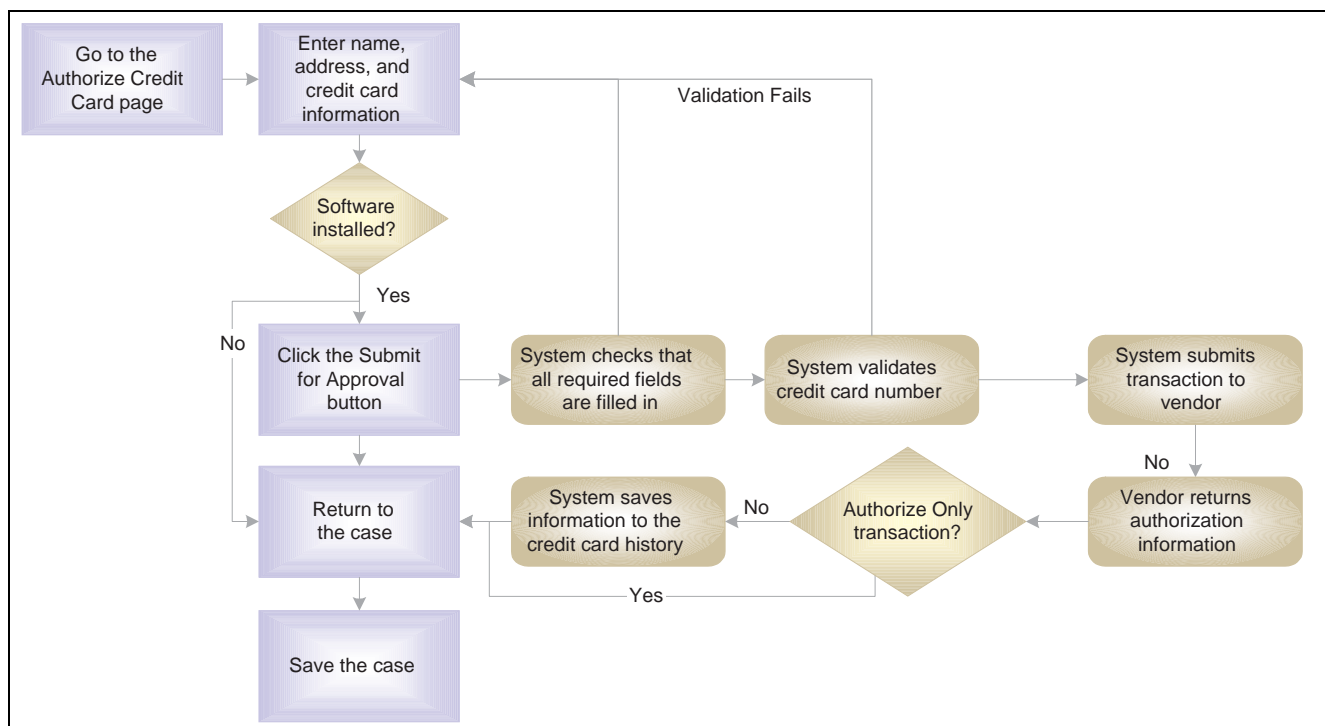 Go to the
Authorize Credit
Card page
Enter name,
address, and
credit card
information
Validation Fails
Software
installed?
Yes
No
Click the Submit
for Approval
button
System checks that
all required fields
are filled in
System validates
credit card number
System submits
transaction to
vendor
No
Return to
the case
System saves
information to the
credit card history
No
Authorize Only
transaction?
Vendor returns
authorization
information
Yes
Save the case